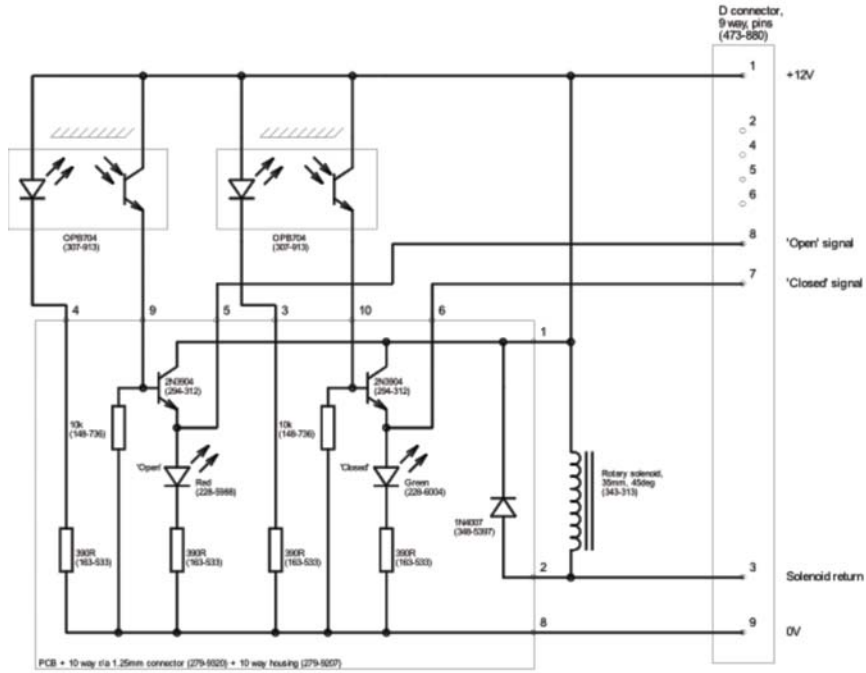 D connector,
9 way, pins
(473-880)
1
+12V
2
4
5
6
OPB704
(307-913)
OPB704
(307-913)
8
'Open' signal
7
'Closed' signal
4
9
5
3
10
6
1
2N3904
(294-312)
2N3904
(294-312)
10k
(148-736)
10k
(148-736)
'Open'
Red
(228-5988)
'Closed'
Green
(228-6004)
Rotary solenoid,
35mm, 45deg
(343-313)
1N4007
(348-5397)
390R
(163-533)
390R
(163-533)
390R
(163-533)
390R
(163-533)
2
3
Solenoid return
8
9
0V
PCB + 10 way r/a 1.25mm connector (279-9320) + 10 way housing (279-9207)